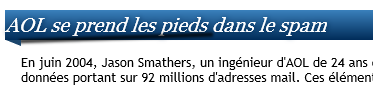 AOL se prend les pieds dans le spam
En juin 2004, Jason Smathers, un ingénieur d'AOL de 24 ans
données portant sur 92 millions d'adresses mail. Ces élément